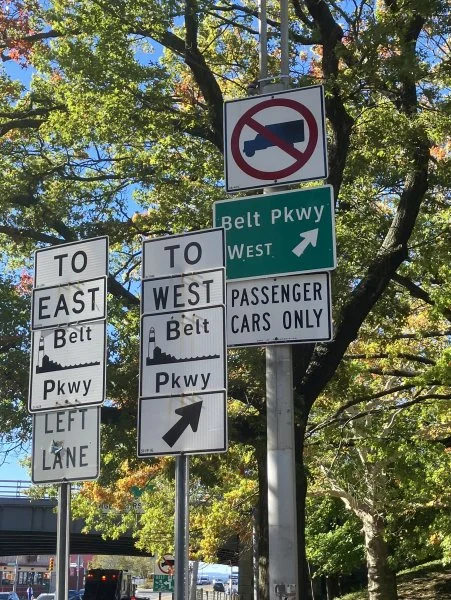 TO
EAST
Belt
Pkwy
LEFT
LANE
TO
WEST
Belt
Pkwy
Belt Pkwy
WEST
PASSENGER
CARS ONLY